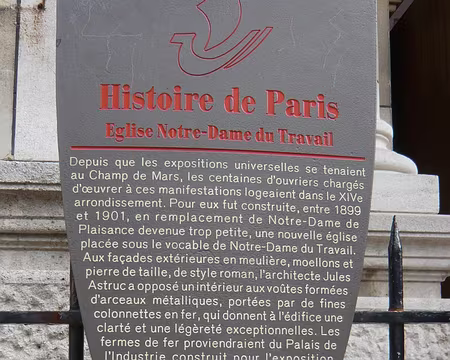 Histoire de Paris
Eglise Notre-Dame du Travail
Depuis que les expositions universelles se tenaient
au Champ de Mars, les centaines d'ouvriers chargés
d'œuvrer à ces manifestations logeaient dans le XIVe
arrondissement. Pour eux fut construite, entre 1899
et 1901, en remplacement de Notre-Dame de
Plaisance devenue trop petite, une nouvelle église
placée sous le vocable de Notre-Dame du Travail.
Aux façades extérieures en meulière, moellons et
pierre de taille, de style roman, l'architecte Jules
Astruc a opposé un intérieur aux voûtes formées
d'arceaux métalliques, portées par de fines
colonnettes en fer, qui donnent à l'édifice une
clarté et une légèreté exceptionnelles. Les
fermes de fer proviendraient du Palais de
l'Industrie construit pour l'exposition